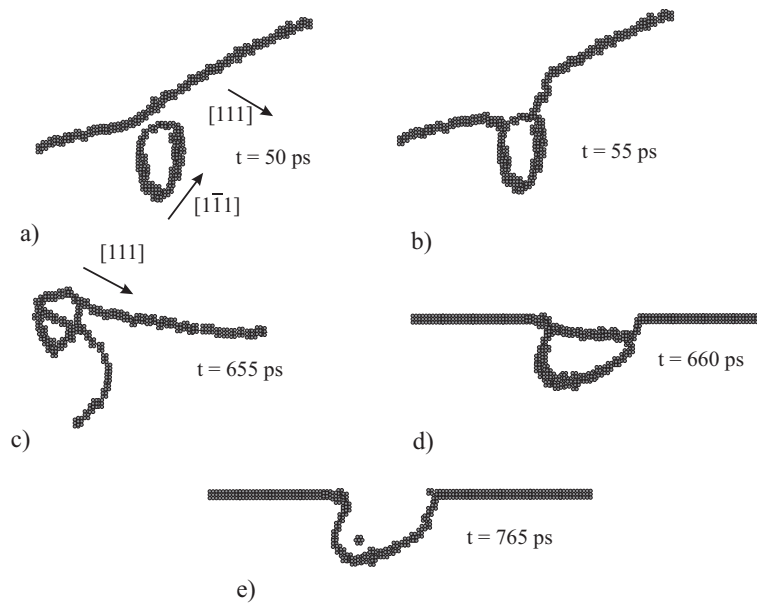 [111]
t = 50 ps
[11̅1]
a)
t = 55 ps
b)
[111]
t = 655 ps
c)
t = 660 ps
d)
t = 765 ps
e)